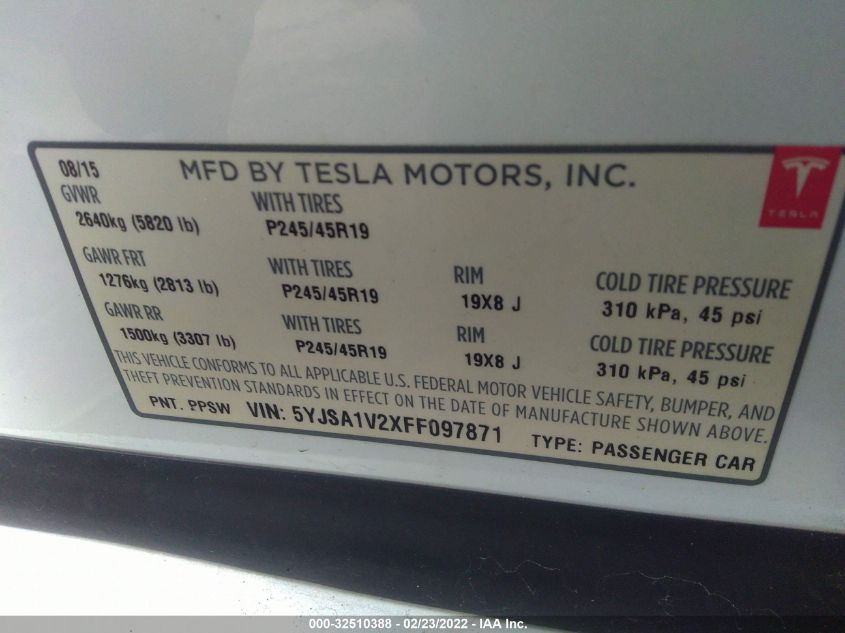 08/15 MFD BY TESLA MOTORS, INC.
TESLA
GVWR WITH TIRES
2640kg (5820 lb) P245/45R19
GAWR FRT WITH TIRES RIM COLD TIRE PRESSURE
1276kg (2813 lb) P245/45R19 19X8 J 310 kPa, 45 psi
GAWR RR WITH TIRES RIM COLD TIRE PRESSURE
1500kg (3307 lb) P245/45R19 19X8 J 310 kPa, 45 psi
THIS VEHICLE CONFORMS TO ALL APPLICABLE U.S. FEDERAL MOTOR VEHICLE SAFETY, BUMPER, AND
THEFT PREVENTION STANDARDS IN EFFECT ON THE DATE OF MANUFACTURE SHOWN ABOVE.
PNT. PPSW VIN: 5YJSA1V2XFF097871 TYPE: PASSENGER CAR
000-32510388 - 02/23/2022 - IAA Inc.